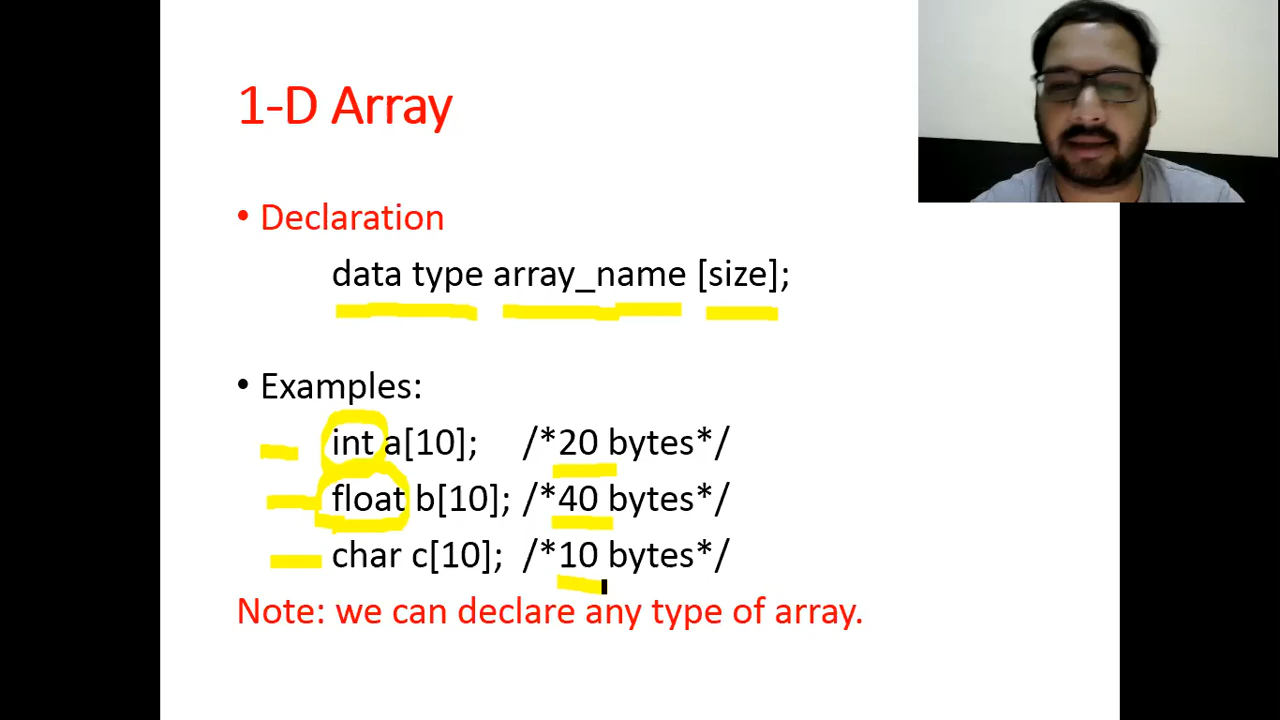 1-D Array
• Declaration
data type array_name [size];
• Examples:
int a[10]; /*20 bytes*/
float b[10]; /*40 bytes*/
char c[10]; /*10 bytes*/
Note: we can declare any type of array.